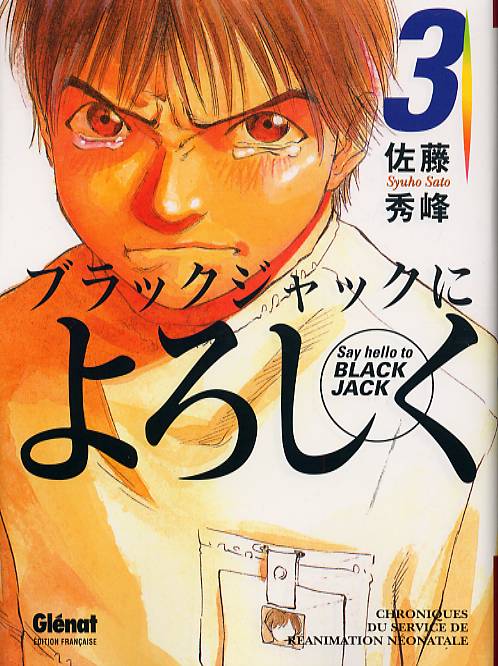 3
佐藤
Syuho Sato
秀峰
ブラックジャックに
よろしく
Say hello to
BLACK
JACK
Glénat
ÉDITION FRANÇAISE
CHRONIQUES
DU SERVICE DE
RÉANIMATION NÉONATALE